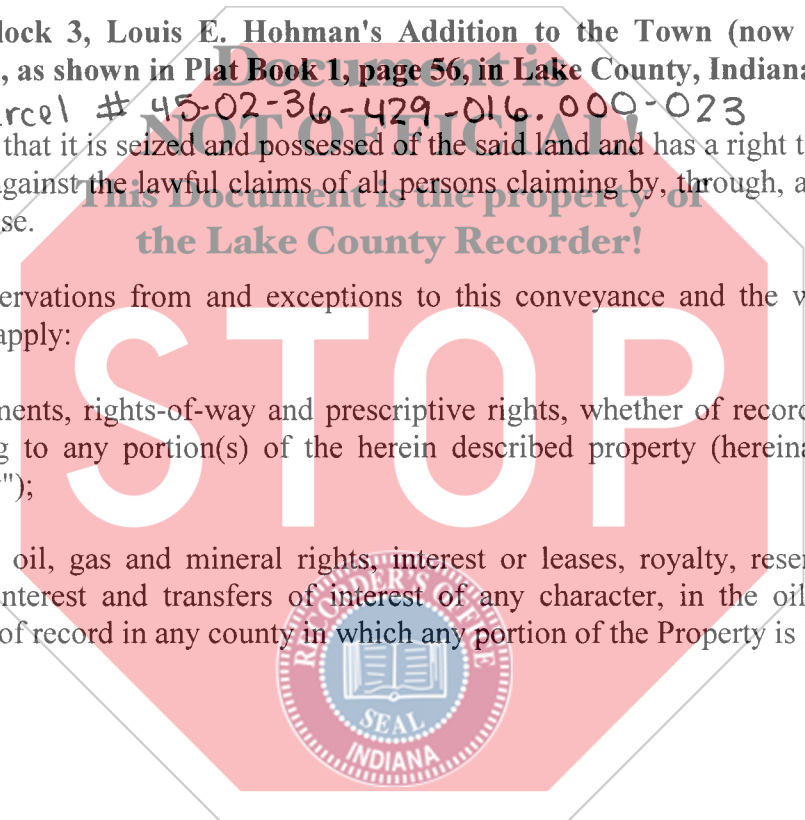 lock 3, Louis E. Hohman's Addition to the Town (now
, as shown in Plat Book 1, page 56, in Lake County, Indiana
rcel # 45-02-36-429-016.000-023
that it is seized and possessed of the said land and has a right t
gainst the lawful claims of all persons claiming by, through, a
se.
ervations from and exceptions to this conveyance and the w
apply:
ments, rights-of-way and prescriptive rights, whether of record
g to any portion(s) of the herein described property (hereina
");
oil, gas and mineral rights, interest or leases, royalty, reser
nterest and transfers of interest of any character, in the oil
of record in any county in which any portion of the Property is
Document is
NOT OFFICIAL!
This Document is the property of
the Lake County Recorder!
STOP
RECORDER'S OFFICE
SEAL
INDIANA